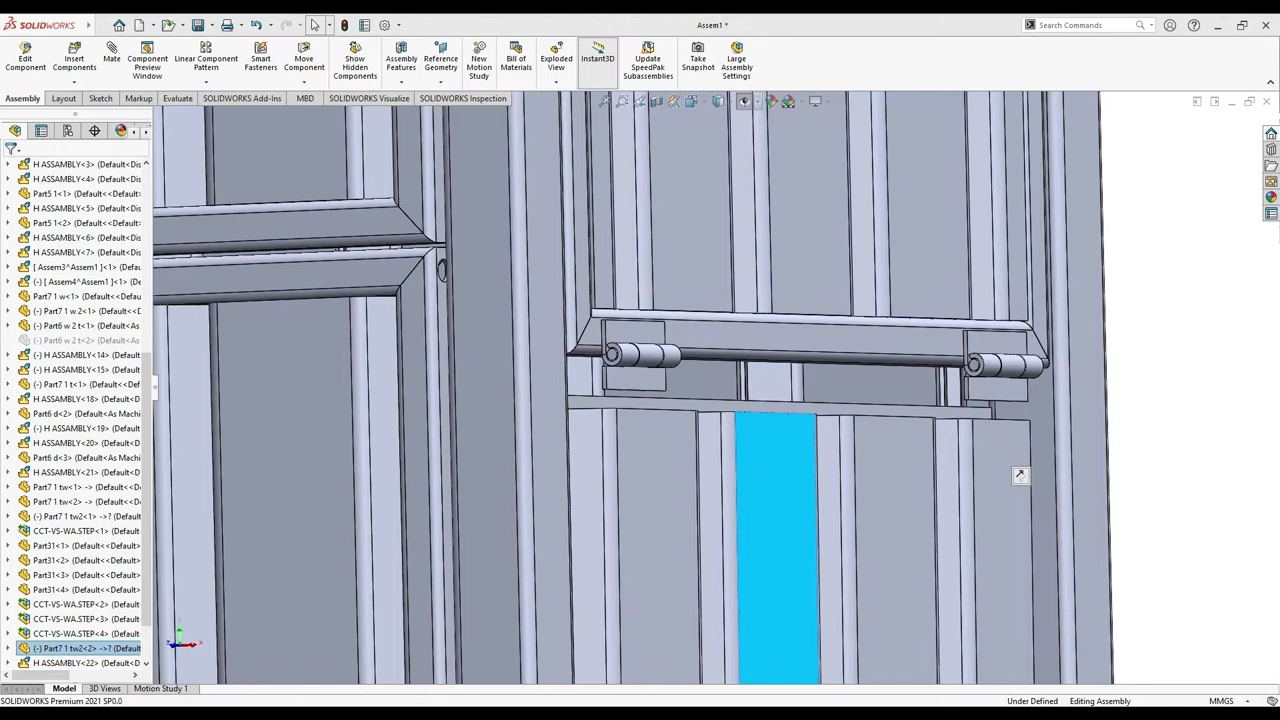 SOLIDWORKS
Assem1 *
Search Commands
Edit Component
Insert Components
Mate
Component Preview Window
Linear Component Pattern
Smart Fasteners
Move Component
Show Hidden Components
Assembly Features
Reference Geometry
New Motion Study
Bill of Materials
Exploded View
Instant3D
Update SpeedPak Subassemblies
Take Snapshot
Large Assembly Settings
Assembly
Layout
Sketch
Markup
Evaluate
SOLIDWORKS Add-Ins
MBD
SOLIDWORKS Visualize
SOLIDWORKS Inspection
H ASSEMBLY<3> (Default<Dis
H ASSEMBLY<4> (Default<Dis
Part5 1<1> (Default<<Default
H ASSEMBLY<5> (Default<Dis
Part5 1<2> (Default<<Default
H ASSEMBLY<6> (Default<Dis
H ASSEMBLY<7> (Default<Dis
[ Assem3^Assem1 ]<1> (Defau
(-) [ Assem4^Assem1 ]<1> (Def
Part7 1 w<1> (Default<<Defau
(-) Part7 1 w 2<1> (Default<<
(-) Part6 w 2 t<1> (Default<<D
(-) Part6 w 2 t<2> (Default<<D
(-) H ASSEMBLY<14> (Default
(-) H ASSEMBLY<15> (Default
(-) Part7 1 t<1> (Default<<Def
H ASSEMBLY<18> (Default<Di
Part6 d<2> (Default<As Machi
(-) H ASSEMBLY<19> (Default
H ASSEMBLY<20> (Default<Di
Part6 d<3> (Default<As Machi
H ASSEMBLY<21> (Default<Di
Part7 1 tw<1> -> (Default<<D
Part7 1 tw<2> -> (Default<<D
(-) Part7 1 tw2<1> ->? (Default
CCT-VS-WA.STEP<1> (Default
Part31<1> (Default<<Default>
Part31<2> (Default<<Default>
Part31<3> (Default<<Default>
Part31<4> (Default<<Default>
CCT-VS-WA.STEP<2> (Default
CCT-VS-WA.STEP<3> (Default
CCT-VS-WA.STEP<4> (Default
(-) Part7 1 tw2<2> ->? (Default
H ASSEMBLY<22> (Default<Di
Model
3D Views
Motion Study 1
SOLIDWORKS Premium 2021 SP0.0
Under Defined
Editing Assembly
MMGS